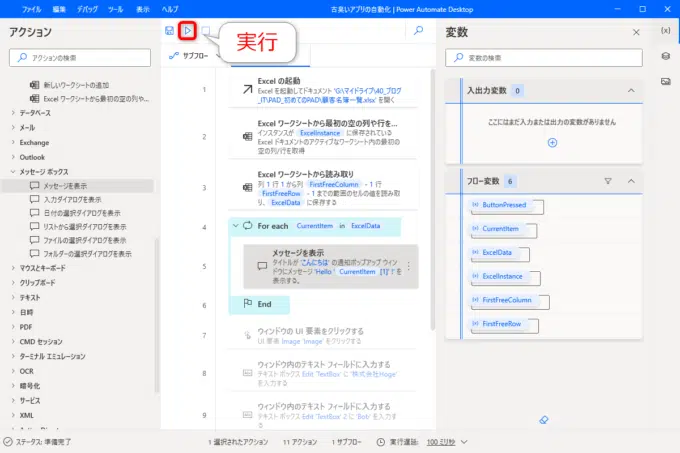 ファイル 編集 デバッグ ツール 表示 ヘルプ
古臭いアプリの自動化 | Power Automate Desktop
アクション
アクションの検索
新しいワークシートの追加
Excel ワークシートから最初の空の列や...
データベース
メール
Exchange
Outlook
メッセージ ボックス
メッセージを表示
入力ダイアログを表示
日付の選択ダイアログを表示
リストから選択ダイアログを表示
ファイルの選択ダイアログを表示
フォルダーの選択ダイアログを表示
マウスとキーボード
クリップボード
テキスト
日時
PDF
CMD セッション
ターミナル エミュレーション
OCR
暗号化
サービス
XML
実行
サブフロー
1
Excel の起動
Excel を起動してドキュメント 'G:\マイドライブ\40_ブログ
_IT\PAD_初めてのPAD\顧客名簿一覧.xlsx' を開く
2
Excel ワークシートから最初の空の列や行を...
インスタンスが ExcelInstance に保存されている
Excel ドキュメントのアクティブなワークシート内の最初の
空の列/行を取得
3
Excel ワークシートから読み取り
列 1 行 1 から列 FirstFreeColumn - 1 行
FirstFreeRow - 1 までの範囲のセルの値を読み取
り、ExcelData に保存する
4
For each CurrentItem in ExcelData
5
メッセージを表示
タイトルが 'こんにちは' の通知ポップアップ ウィン
ドウにメッセージ 'Hello ' CurrentItem [1]'!' を
表示する。
6
End
7
ウィンドウの UI 要素をクリックする
UI 要素 Image 'Image' をクリックする
8
ウィンドウ内のテキスト フィールドに入力する
テキスト ボックス Edit 'TextBox' に '株式会社Hoge'
を入力する
9
ウィンドウ内のテキスト フィールドに入力する
テキスト ボックス Edit 'TextBox' 2 に 'Bob' を入力す
る
変数
{x}
変数の検索
入出力変数 0
ここにはまだ入力または出力の変数がありません
フロー変数 6
(x) ButtonPressed
(x) CurrentItem
(x) ExcelData
(x) ExcelInstance
(x) FirstFreeColumn
(x) FirstFreeRow
ステータス: 準備完了
1 選択されたアクション
11 アクション
1 サブフロー
実行遅延: 100 ミリ秒